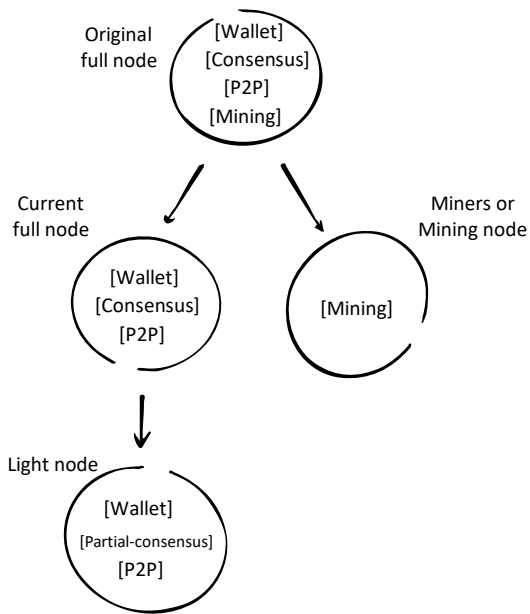 Original
full node
[Wallet]
[Consensus]
[P2P]
[Mining]
Current
full node
[Wallet]
[Consensus]
[P2P]
Miners or
Mining node
[Mining]
Light node
[Wallet]
[Partial-consensus]
[P2P]